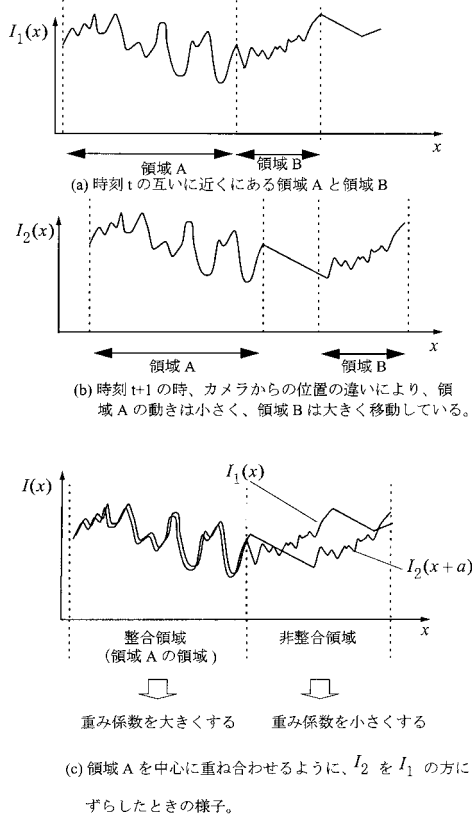 I₁(x)
x
領域 A
領域 B
(a) 時刻 t の互いに近くにある領域 A と領域 B
I₂(x)
x
領域 A
領域 B
(b) 時刻 t+1 の時、カメラからの位置の違いにより、領
域 A の動きは小さく、領域 B は大きく移動している。
I(x)
I₁(x)
I₂(x+a)
x
整合領域
(領域 A の領域)
非整合領域
重み係数を大きくする
重み係数を小さくする
(c) 領域 A を中心に重ね合わせるように、I₂ を I₁ の方に
ずらしたときの様子。